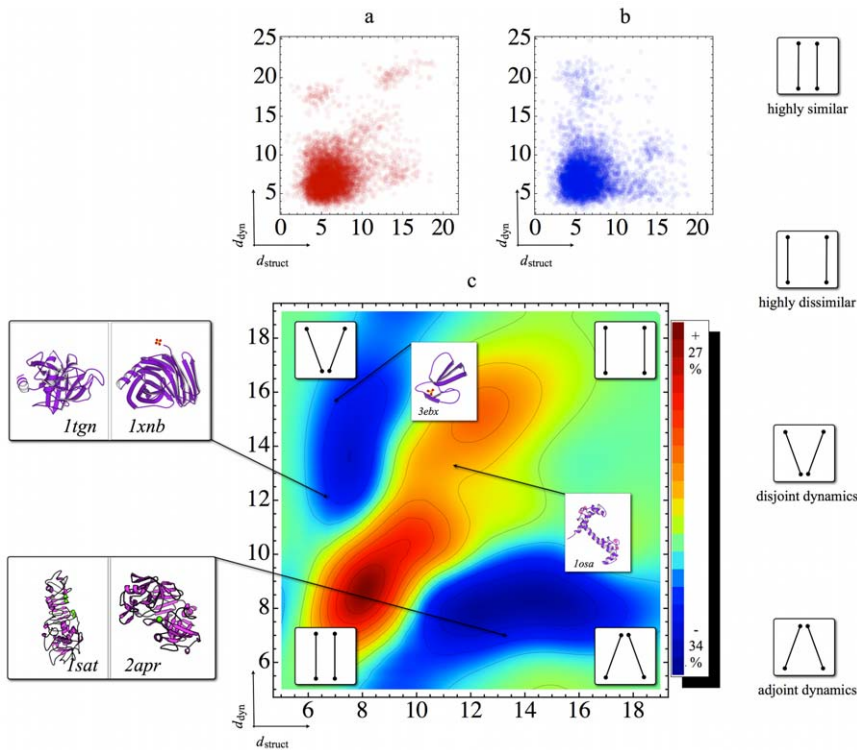 a
b
25
20
15
10
5
0 5 10 15 20
d_dyn
d_struct
25
20
15
10
5
0 5 10 15 20
d_dyn
d_struct
highly similar
highly dissimilar
disjoint dynamics
adjoint dynamics
c
18
16
14
12
10
8
6
6 8 10 12 14 16 18
d_dyn
d_struct
+
27
%
-
34
%
3ebx
1osa
1tgn 1xnb
1sat 2apr